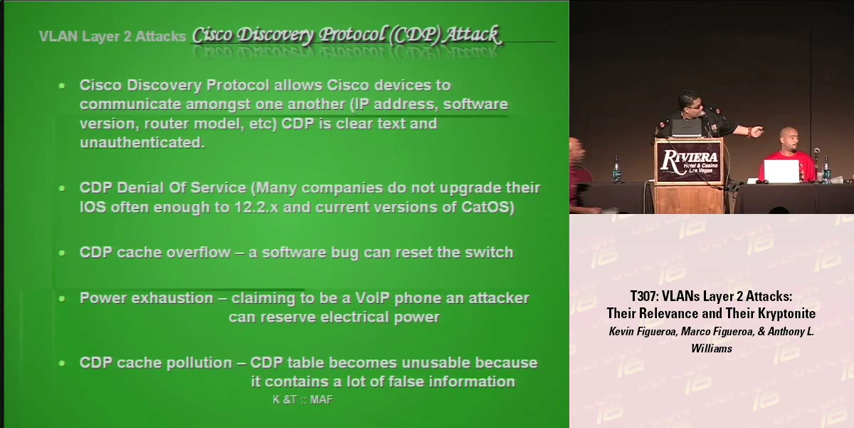 VLAN Layer 2 Attacks Cisco Discovery Protocol (CDP) Attack
• Cisco Discovery Protocol allows Cisco devices to
communicate amongst one another (IP address, software
version, router model, etc) CDP is clear text and
unauthenticated.
• CDP Denial Of Service (Many companies do not upgrade their
IOS often enough to 12.2.x and current versions of CatOS)
• CDP cache overflow – a software bug can reset the switch
• Power exhaustion – claiming to be a VoIP phone an attacker
can reserve electrical power
• CDP cache pollution – CDP table becomes unusable because
it contains a lot of false information
K &T :: MAF
RIVIERA
Hotel & Casino
Las Vegas
T307: VLANs Layer 2 Attacks:
Their Relevance and Their Kryptonite
Kevin Figueroa, Marco Figueroa, & Anthony L.
Williams